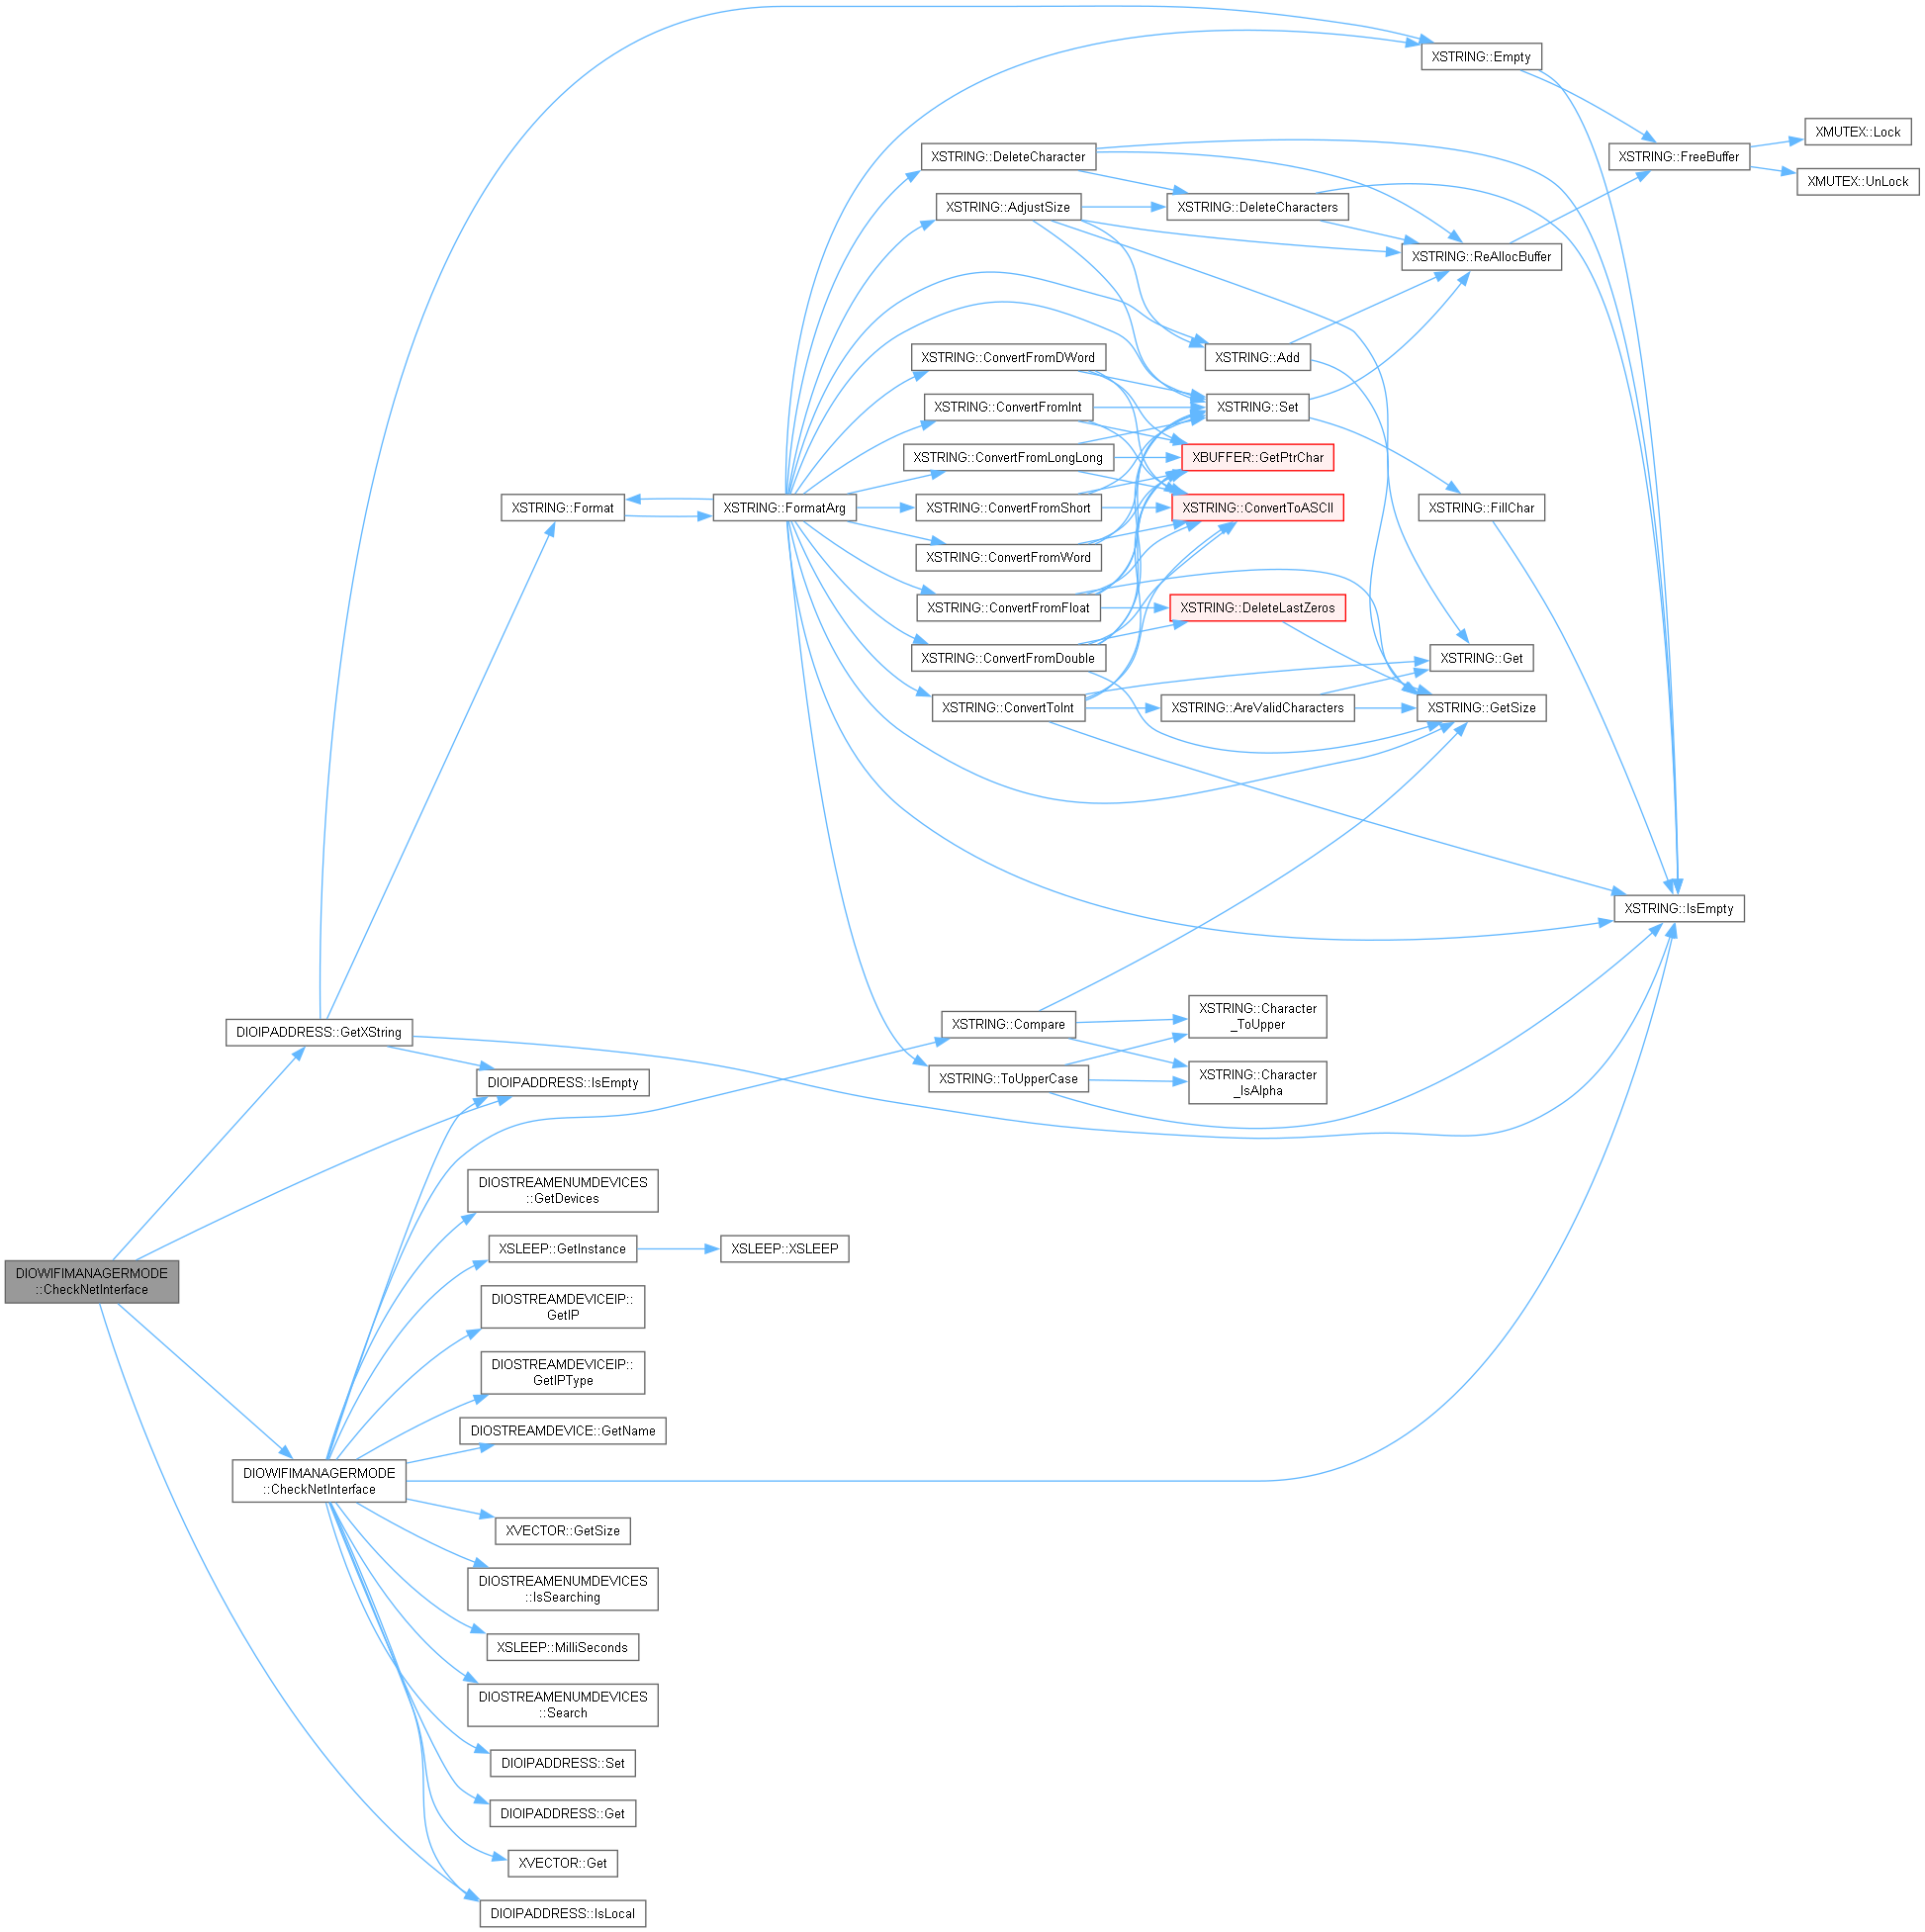 XSTRING::Empty
XMUTEX::Lock
XSTRING::DeleteCharacter
XSTRING::FreeBuffer
XMUTEX::UnLock
XSTRING::AdjustSize
XSTRING::DeleteCharacters
XSTRING::ReAllocBuffer
XSTRING::ConvertFromDWord
XSTRING::Add
XSTRING::ConvertFromInt
XSTRING::Set
XSTRING::ConvertFromLongLong
XBUFFER::GetPtrChar
XSTRING::Format
XSTRING::FormatArg
XSTRING::ConvertFromShort
XSTRING::ConvertToASCII
XSTRING::FillChar
XSTRING::ConvertFromWord
XSTRING::ConvertFromFloat
XSTRING::DeleteLastZeros
XSTRING::ConvertFromDouble
XSTRING::Get
XSTRING::ConvertToInt
XSTRING::AreValidCharacters
XSTRING::GetSize
XSTRING::IsEmpty
DIOIPADDRESS::GetXString
XSTRING::Compare
XSTRING::Character
_ToUpper
DIOIPADDRESS::IsEmpty
XSTRING::ToUpperCase
XSTRING::Character
_IsAlpha
DIOSTREAMENUMDEVICES
::GetDevices
XSLEEP::GetInstance
XSLEEP::XSLEEP
DIOWIFIMANAGERMODE
::CheckNetInterface
DIOSTREAMDEVICEIP::
GetIP
DIOSTREAMDEVICEIP::
GetIPType
DIOSTREAMDEVICE::GetName
DIOWIFIMANAGERMODE
::CheckNetInterface
XVECTOR::GetSize
DIOSTREAMENUMDEVICES
::IsSearching
XSLEEP::MilliSeconds
DIOSTREAMENUMDEVICES
::Search
DIOIPADDRESS::Set
DIOIPADDRESS::Get
XVECTOR::Get
DIOIPADDRESS::IsLocal